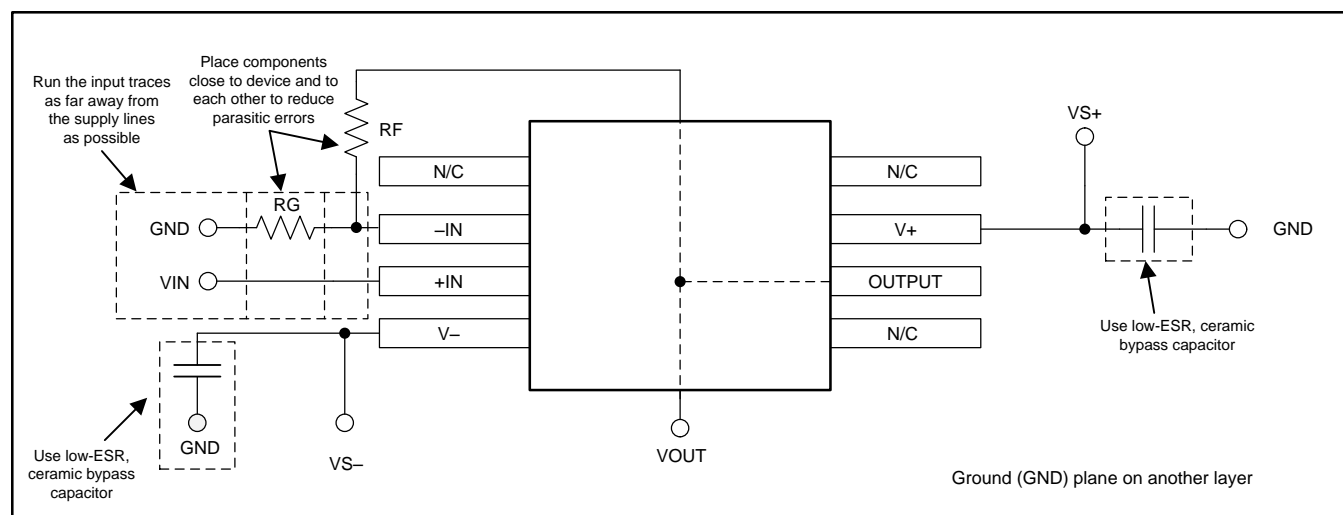 Place components
close to device and to
each other to reduce
parasitic errors
Run the input traces
as far away from
the supply lines
as possible
RF
VS+
N/C
N/C
RG
GND
–IN
V+
GND
VIN
+IN
OUTPUT
V–
N/C
Use low-ESR, ceramic
bypass capacitor
GND
Use low-ESR,
ceramic bypass
capacitor
VS–
VOUT
Ground (GND) plane on another layer